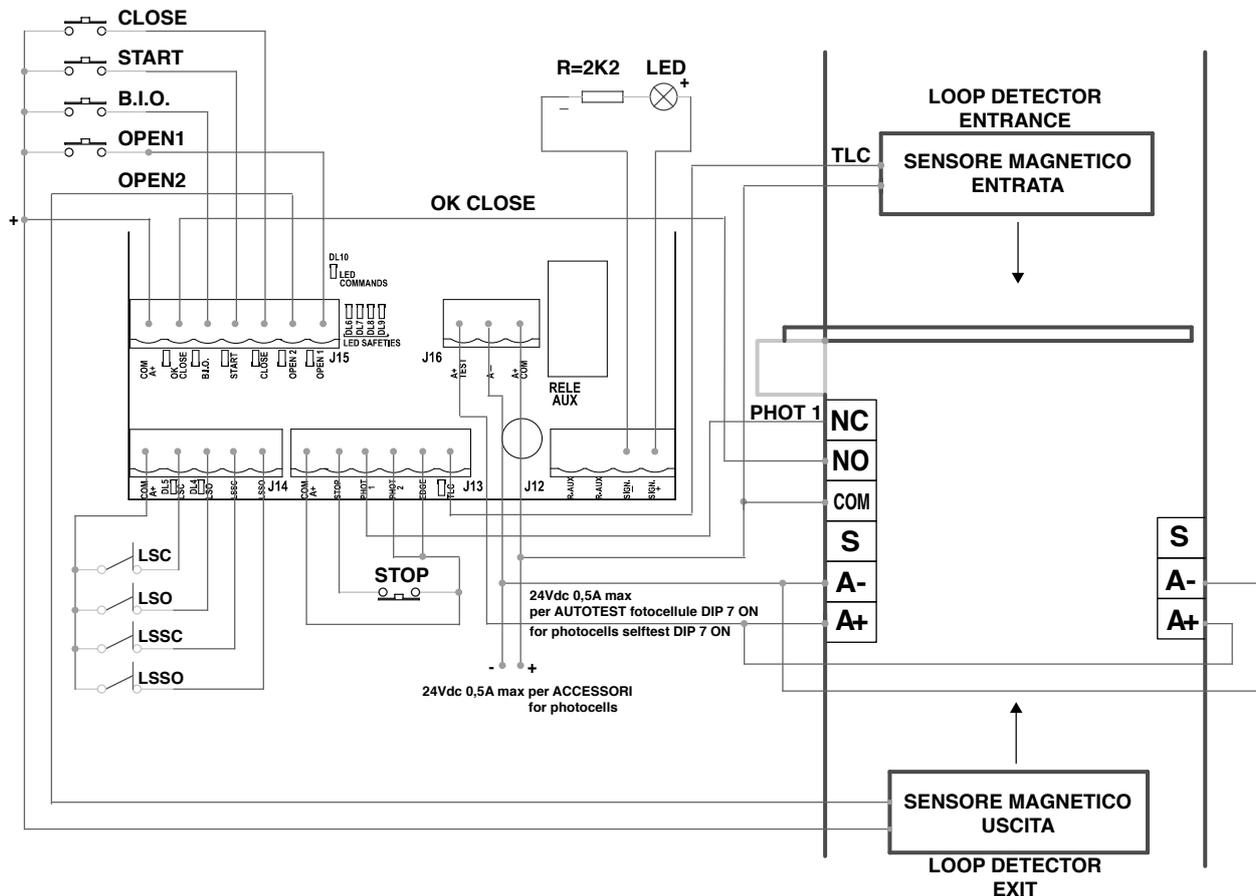 CLOSE
START
B.I.O.
OPEN1
OPEN2
+
OK CLOSE
R=2K2
LED
+
–
LOOP DETECTOR
ENTRANCE
SENSORE MAGNETICO
ENTRATA
TLC
DL10
LED
COMMANDS
DL6
DL7
DL8
DL9
LED SAFETIES
J15
COM
A+
OK
CLOSE
B.I.O.
START
CLOSE
OPEN 2
OPEN 1
J16
A+
TEST
A–
A+
COM
RELE
AUX
PHOT 1
NC
NO
COM
S
A-
A+
S
A-
A+
J14
COM
A+
DL5
LSC
DL4
LSO
LSSC
LSSO
J13
COM
A+
STOP
PHOT
1
PHOT
2
EDGE
TLC
J12
R-AUX
R-AUX
SIGN.
–
SIGN.
+
LSC
LSO
LSSC
LSSO
STOP
24Vdc 0,5A max
per AUTOTEST fotocellule DIP 7 ON
for photocells selftest DIP 7 ON
- +
24Vdc 0,5A max per ACCESSORI
for photocells
SENSORE MAGNETICO
USCITA
LOOP DETECTOR
EXIT